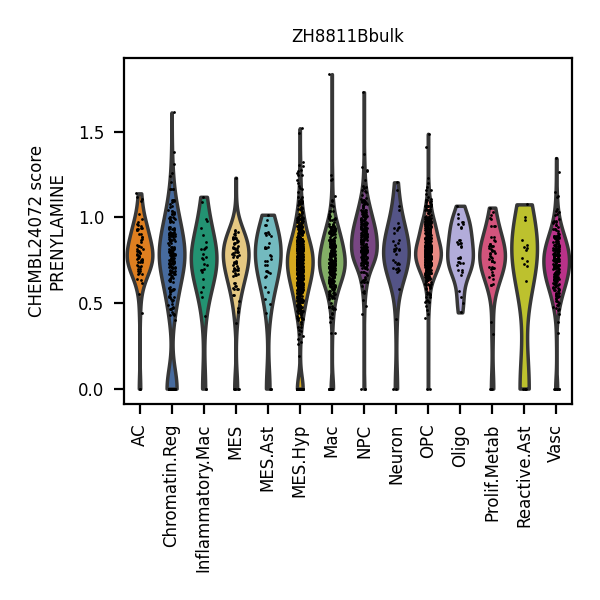 ZH8811Bbulk
CHEMBL24072 score
PRENYLAMINE
1.5
1.0
0.5
0.0
AC
Chromatin.Reg
Inflammatory.Mac
MES
MES.Ast
MES.Hyp
Mac
NPC
Neuron
OPC
Oligo
Prolif.Metab
Reactive.Ast
Vasc